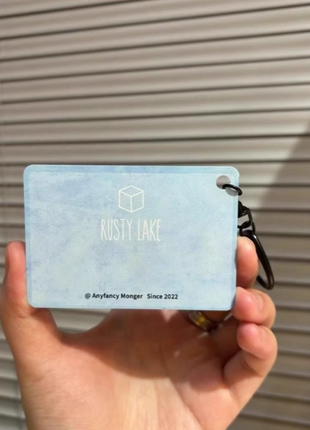 RUSTY LAKE
@ Anyfancy Monger Since 2022